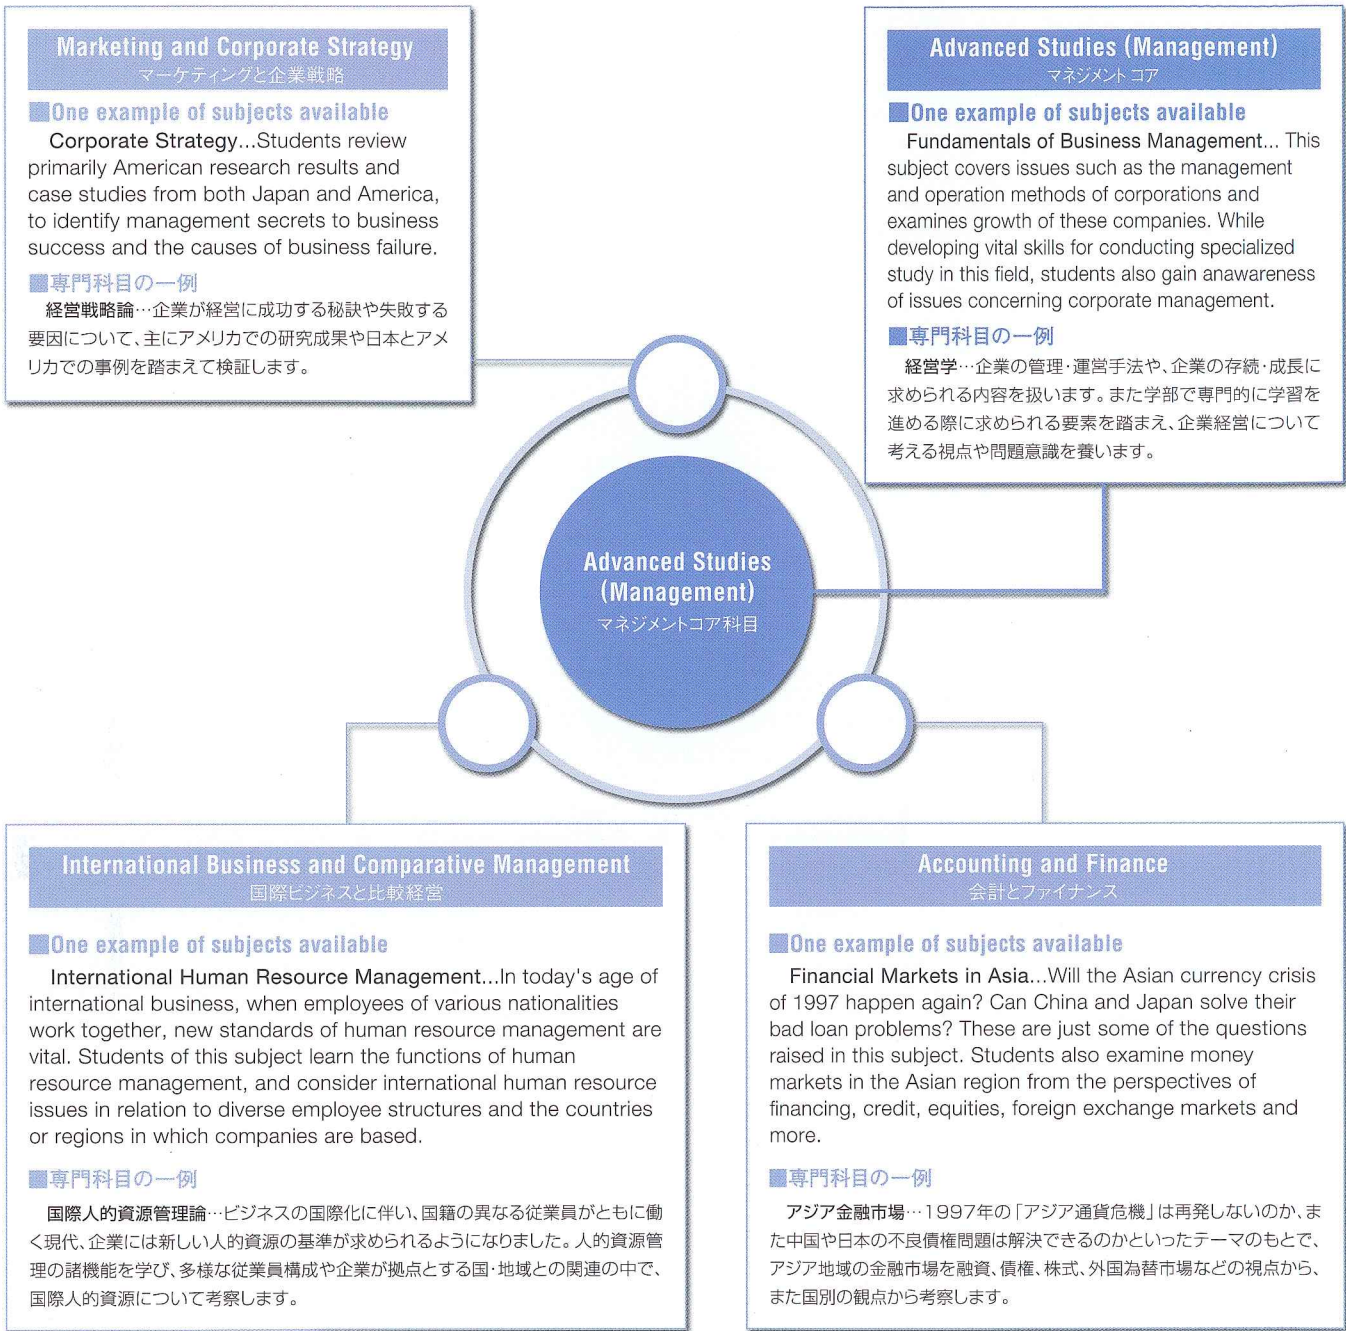 Marketing and Corporate Strategy
マーケティングと企業戦略
■One example of subjects available
Corporate Strategy...Students review
primarily American research results and
case studies from both Japan and America,
to identify management secrets to business
success and the causes of business failure.
■専門科目の一例
経営戦略論…企業が経営に成功する秘訣や失敗する
要因について、主にアメリカでの研究成果や日本とアメ
リカでの事例を踏まえて検証します。
Advanced Studies (Management)
マネジメント コア
■One example of subjects available
Fundamentals of Business Management... This
subject covers issues such as the management
and operation methods of corporations and
examines growth of these companies. While
developing vital skills for conducting specialized
study in this field, students also gain anawareness
of issues concerning corporate management.
■専門科目の一例
経営学…企業の管理・運営手法や、企業の存続・成長に
求められる内容を扱います。また学部で専門的に学習を
進める際に求められる要素を踏まえ、企業経営について
考える視点や問題意識を養います。
Advanced Studies
(Management)
マネジメントコア科目
International Business and Comparative Management
国際ビジネスと比較経営
■One example of subjects available
International Human Resource Management...In today's age of
international business, when employees of various nationalities
work together, new standards of human resource management are
vital. Students of this subject learn the functions of human
resource management, and consider international human resource
issues in relation to diverse employee structures and the countries
or regions in which companies are based.
■専門科目の一例
国際人的資源管理論…ビジネスの国際化に伴い、国籍の異なる従業員がともに働
く現代、企業には新しい人的資源の基準が求められるようになりました。人的資源管
理の諸機能を学び、多様な従業員構成や企業が拠点とする国・地域との関連の中で、
国際人的資源について考察します。
Accounting and Finance
会計とファイナンス
■One example of subjects available
Financial Markets in Asia...Will the Asian currency crisis
of 1997 happen again? Can China and Japan solve their
bad loan problems? These are just some of the questions
raised in this subject. Students also examine money
markets in the Asian region from the perspectives of
financing, credit, equities, foreign exchange markets and
more.
■専門科目の一例
アジア金融市場…1997年の「アジア通貨危機」は再発しないのか、ま
た中国や日本の不良債権問題は解決できるのかといったテーマのもとで、
アジア地域の金融市場を融資、債権、株式、外国為替市場などの視点から、
また国別の観点から考察します。